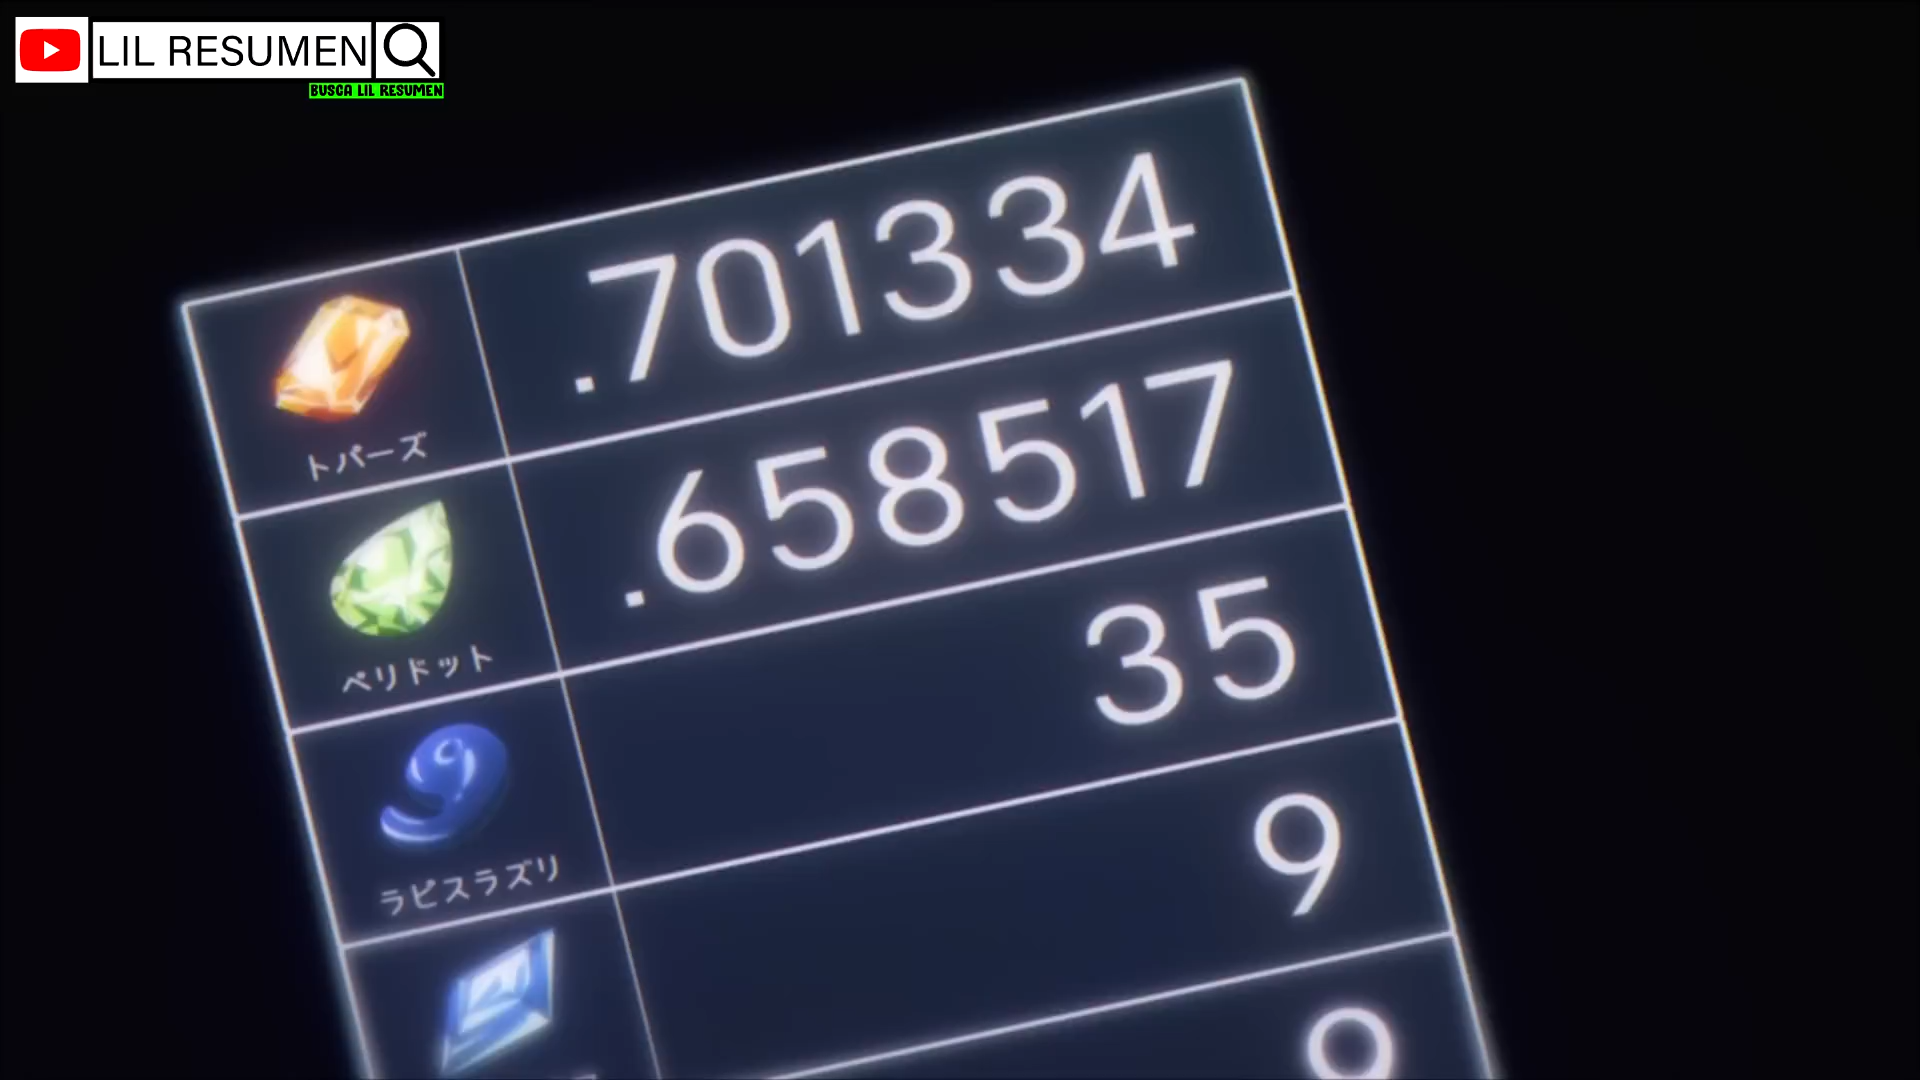 LIL RESUMEN
BUSCA LIL RESUMEN
.701334
トパーズ
.658517
ペリドット
35
ラピスラズリ
9